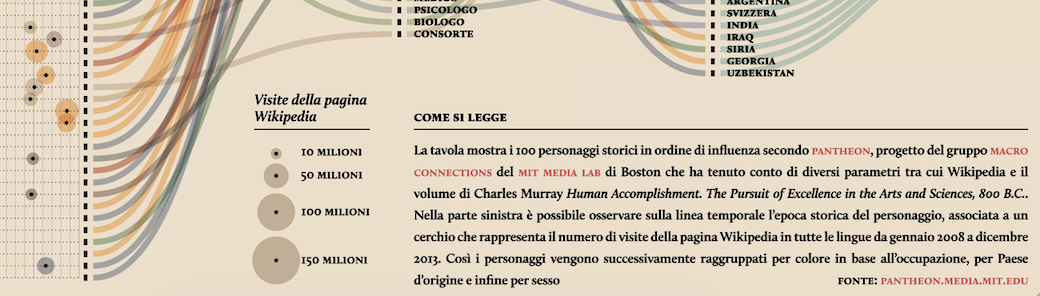 PSICOLOGO
BIOLOGO
CONSORTE
ARGENTINA
SVIZZERA
INDIA
IRAQ
SIRIA
GEORGIA
UZBEKISTAN
Visite della pagina
Wikipedia
10 MILIONI
50 MILIONI
100 MILIONI
150 MILIONI
COME SI LEGGE
La tavola mostra i 100 personaggi storici in ordine di influenza secondo PANTHEON, progetto del gruppo MACRO
CONNECTIONS del MIT MEDIA LAB di Boston che ha tenuto conto di diversi parametri tra cui Wikipedia e il
volume di Charles Murray Human Accomplishment. The Pursuit of Excellence in the Arts and Sciences, 800 B.C..
Nella parte sinistra è possibile osservare sulla linea temporale l'epoca storica del personaggio, associata a un
cerchio che rappresenta il numero di visite della pagina Wikipedia in tutte le lingue da gennaio 2008 a dicembre
2013. Così i personaggi vengono successivamente raggruppati per colore in base all'occupazione, per Paese
d'origine e infine per sesso
FONTE: PANTHEON.MEDIA.MIT.EDU